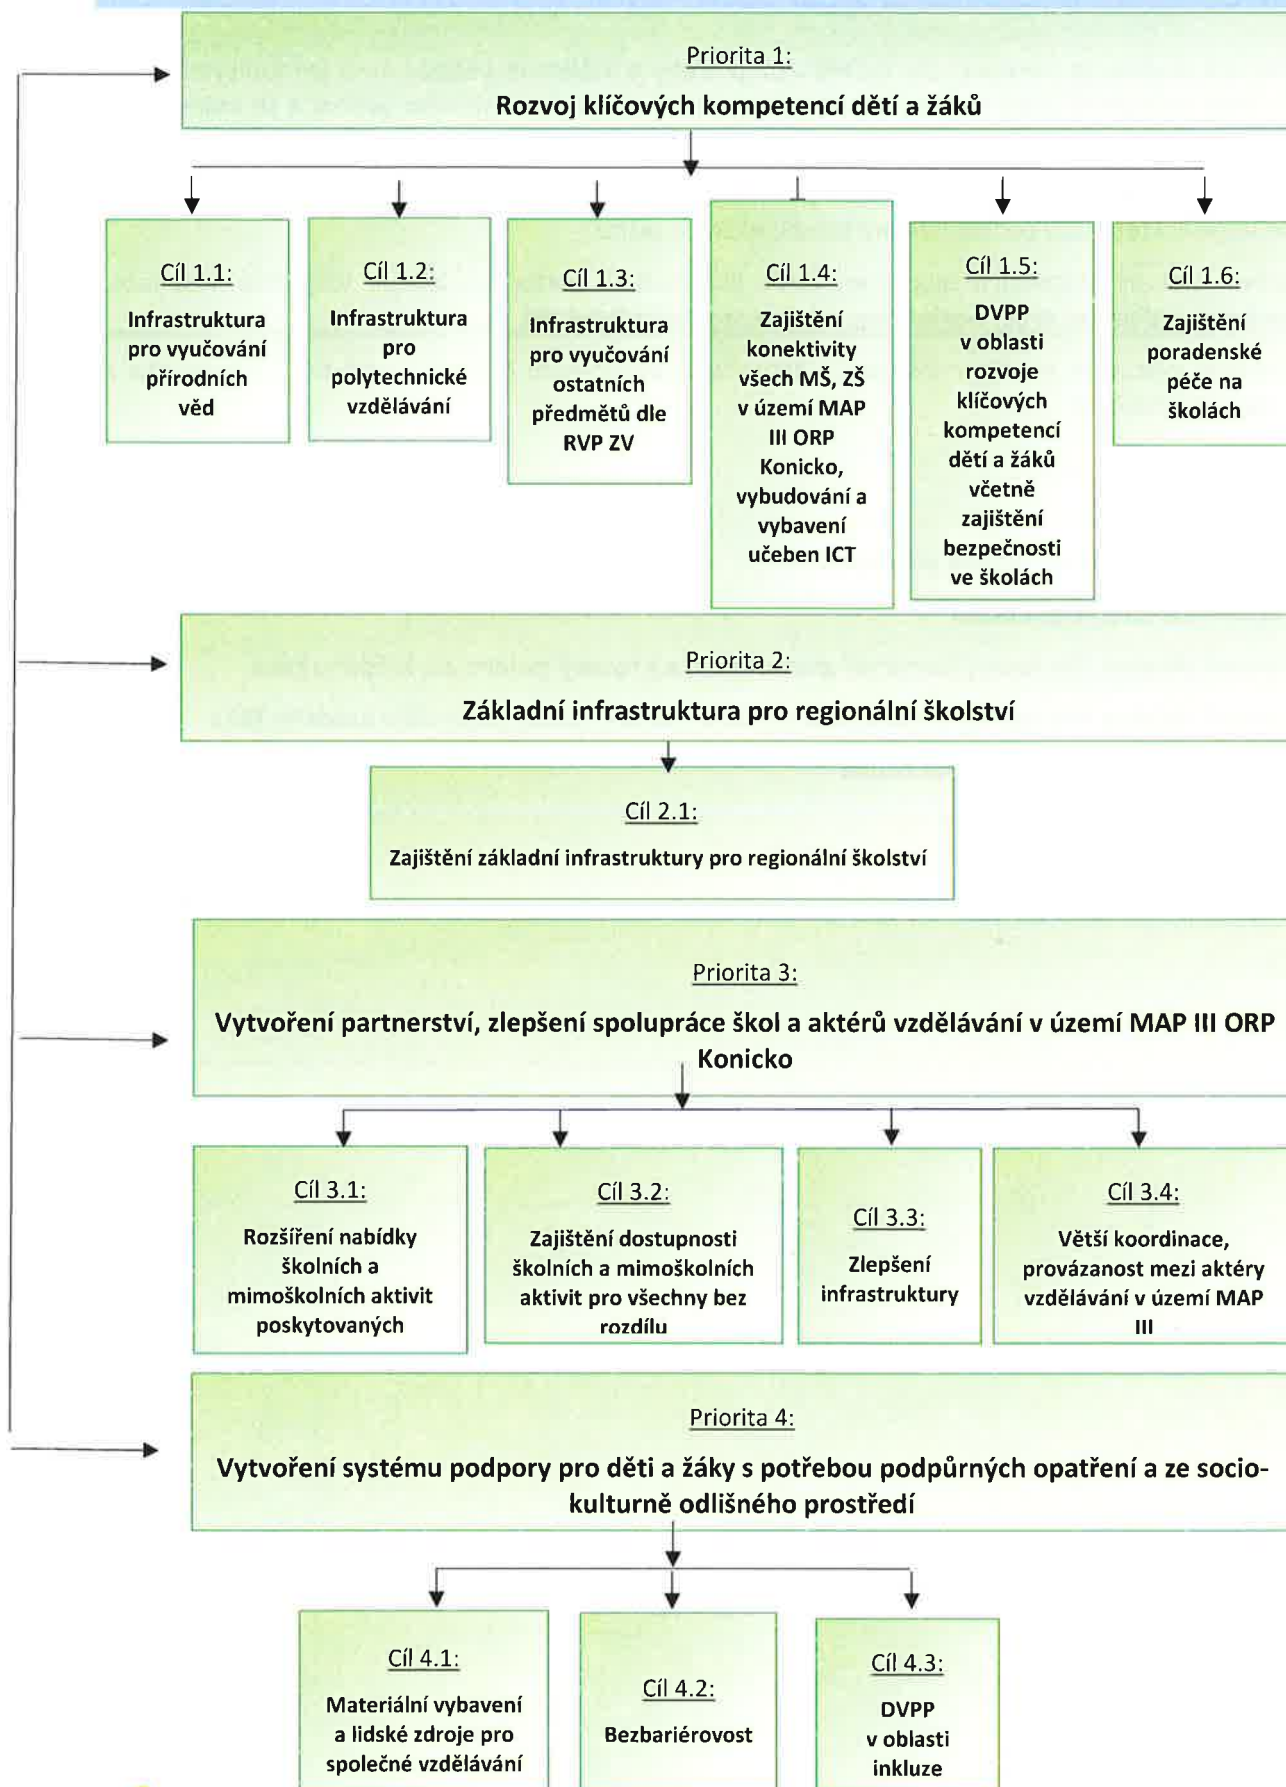 Priorita 1:
Rozvoj klíčových kompetencí dětí a žáků
Cíl 1.1:
Infrastruktura
pro vyučování
přírodních
věd
Cíl 1.2:
Infrastruktura
pro
polytechnické
vzdělávání
Cíl 1.3:
Infrastruktura
pro vyučování
ostatních
předmětů dle
RVP ZV
Cíl 1.4:
Zajištění
konektivity
všech MŠ, ZŠ
v území MAP
III ORP
Konicko,
vybudování a
vybavení
učeben ICT
Cíl 1.5:
DVPP
v oblasti
rozvoje
klíčových
kompetencí
dětí a žáků
včetně
zajištění
bezpečnosti
ve školách
Cíl 1.6:
Zajištění
poradenské
péče na
školách
Priorita 2:
Základní infrastruktura pro regionální školství
Cíl 2.1:
Zajištění základní infrastruktury pro regionální školství
Priorita 3:
Vytvoření partnerství, zlepšení spolupráce škol a aktérů vzdělávání v území MAP III ORP
Konicko
Cíl 3.1:
Rozšíření nabídky
školních a
mimoškolních aktivit
poskytovaných
Cíl 3.2:
Zajištění dostupnosti
školních a mimoškolních
aktivit pro všechny bez
rozdílu
Cíl 3.3:
Zlepšení
infrastruktury
Cíl 3.4:
Větší koordinace,
provázanost mezi aktéry
vzdělávání v území MAP
III
Priorita 4:
Vytvoření systému podpory pro děti a žáky s potřebou podpůrných opatření a ze socio-
kulturně odlišného prostředí
Cíl 4.1:
Materiální vybavení
a lidské zdroje pro
společné vzdělávání
Cíl 4.2:
Bezbariérovost
Cíl 4.3:
DVPP
v oblasti
inkluze